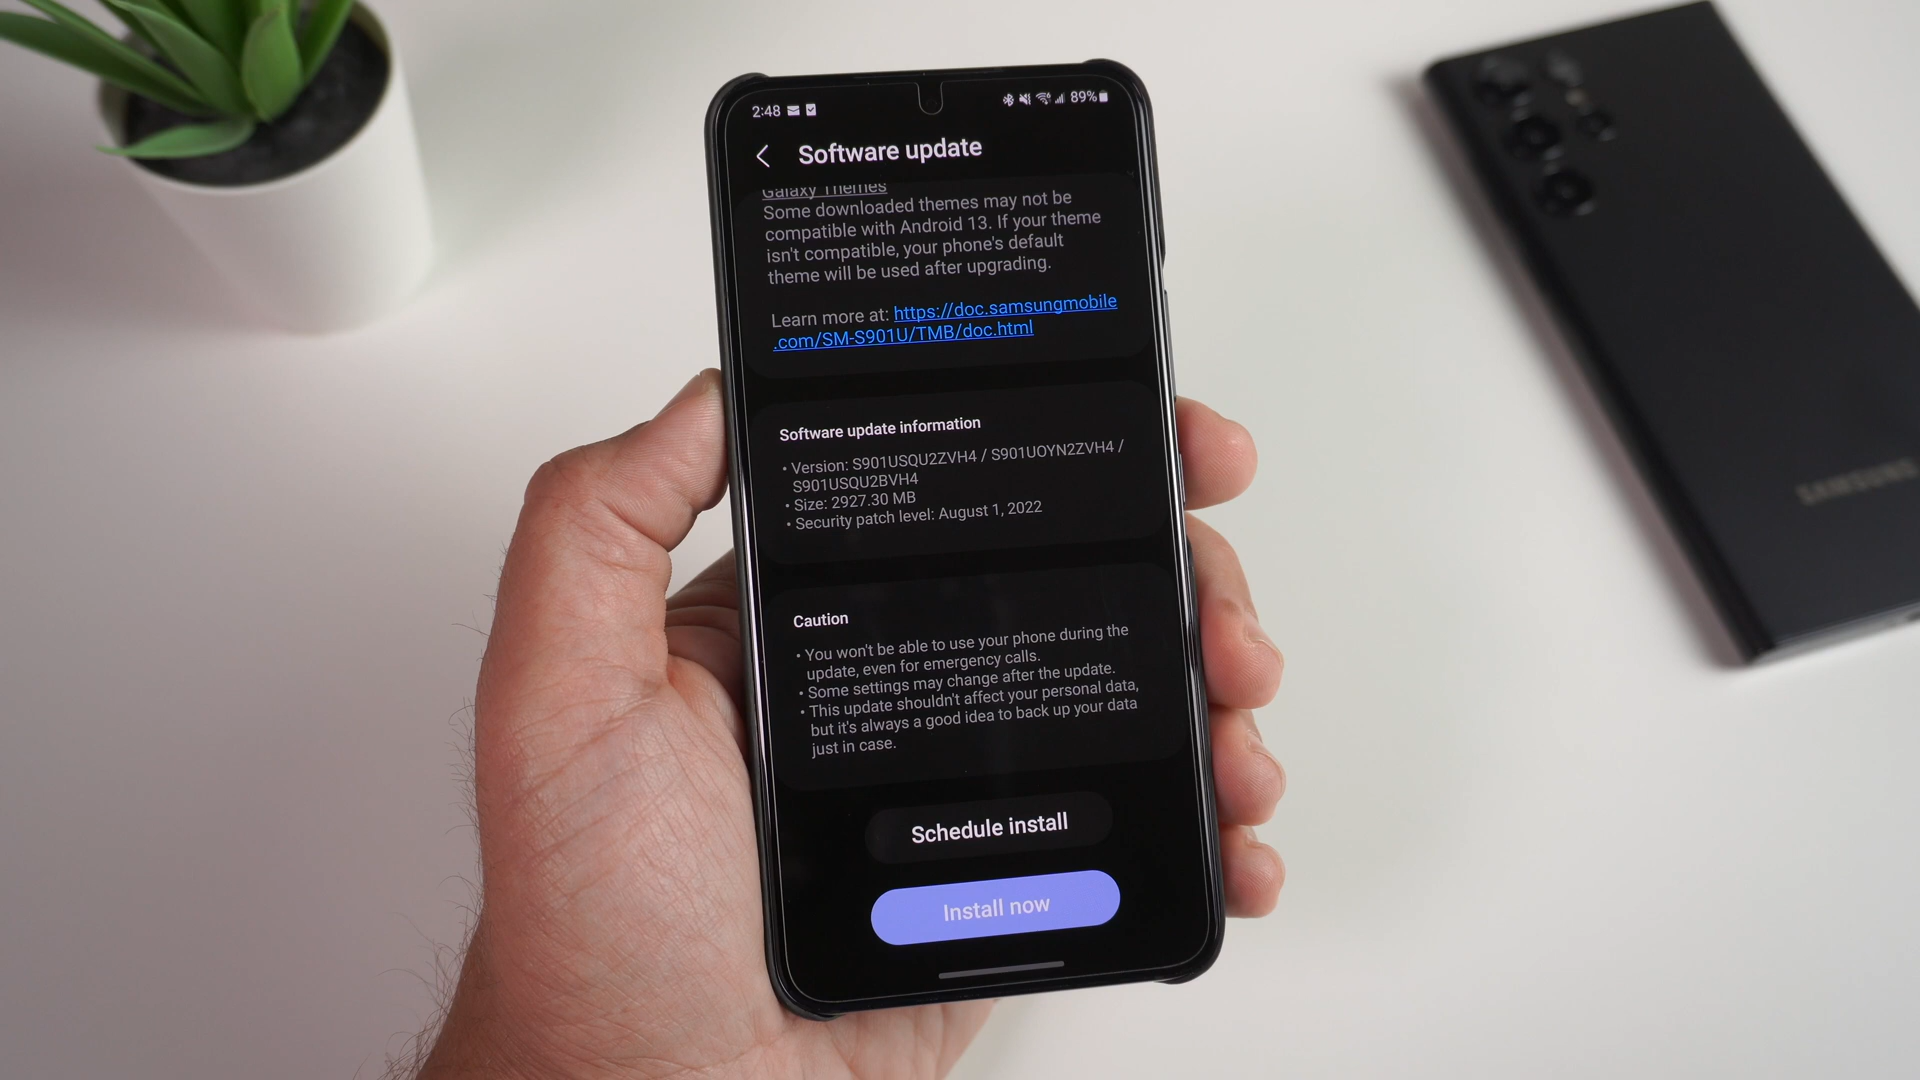 2:48
89%
Software update
Galaxy Themes
Some downloaded themes may not be
compatible with Android 13. If your theme
isn't compatible, your phone's default
theme will be used after upgrading.
Learn more at: https://doc.samsungmobile
.com/SM-S901U/TMB/doc.html
Software update information
• Version: S901USQU2ZVH4 / S901UOYN2ZVH4 /
S901USQU2BVH4
• Size: 2927.30 MB
• Security patch level: August 1, 2022
Caution
• You won't be able to use your phone during the
update, even for emergency calls.
• Some settings may change after the update.
• This update shouldn't affect your personal data,
but it's always a good idea to back up your data
just in case.
Schedule install
Install now
SAMSUNG